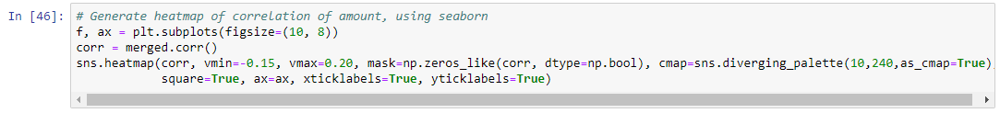 In [46]: # Generate heatmap of correlation of amount, using seaborn
f, ax = plt.subplots(figsize=(10, 8))
corr = merged.corr()
sns.heatmap(corr, vmin=-0.15, vmax=0.20, mask=np.zeros_like(corr, dtype=np.bool), cmap=sns.diverging_palette(10,240,as_cmap=True),
            square=True, ax=ax, xticklabels=True, yticklabels=True)